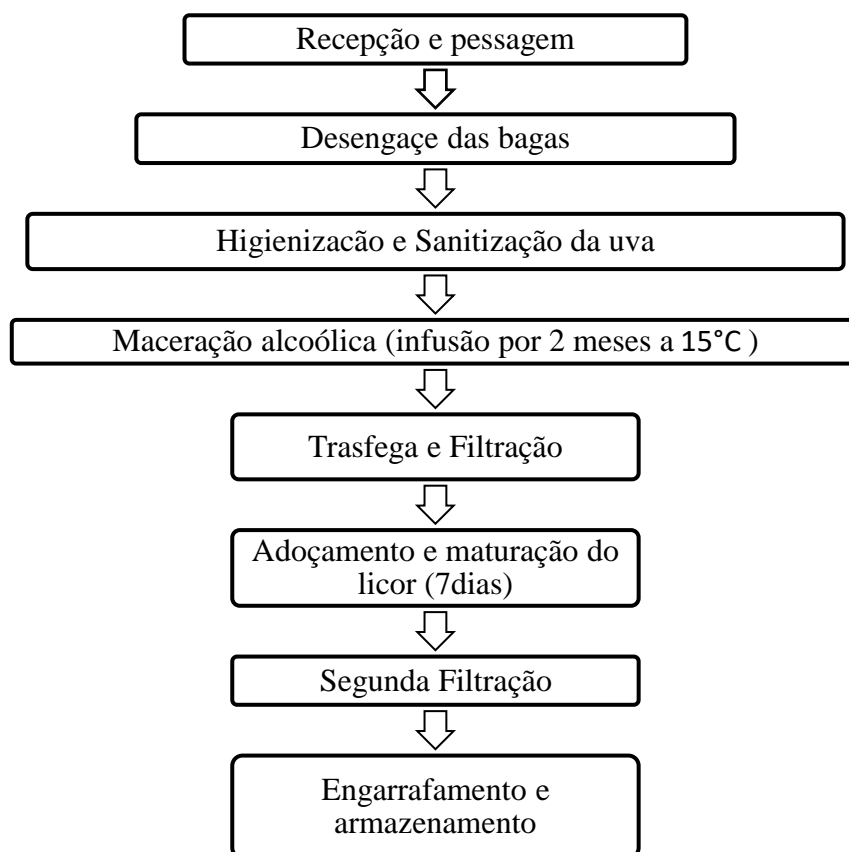 Recepção e pessagem
Desengaçe das bagas
Higienizacão e Sanitização da uva
Maceração alcoólica (infusão por 2 meses a 15°C )
Trasfega e Filtração
Adoçamento e maturação do
licor (7dias)
Segunda Filtração
Engarrafamento e
armazenamento